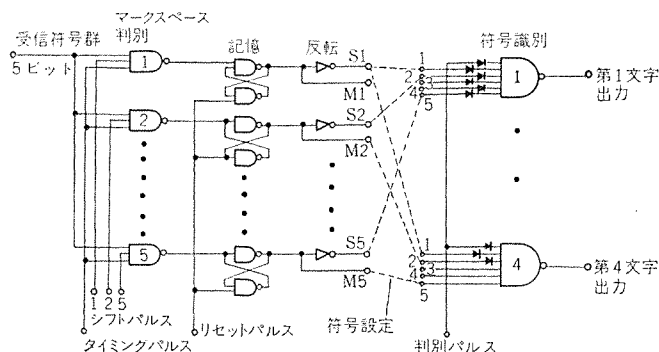 マークスペース
判別
受信符号群
5ビット
記憶
反転
符号識別
1
2
5
S1
M1
S2
M2
S5
M5
1
2
3
4
5
1
第1文字
出力
1
2
3
4
5
4
第4文字
出力
1 2 5
シフトパルス
タイミングパルス
リセットパルス
符号設定
判別パルス